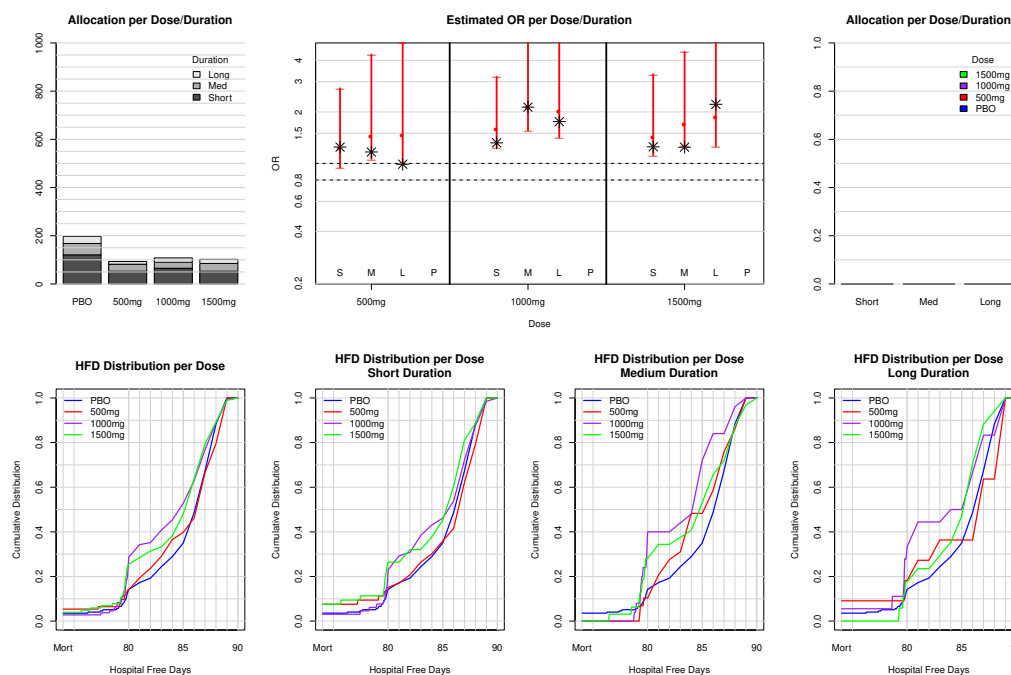 Allocation per Dose/Duration
1000
800
600
400
200
0
Duration
Long
Med
Short
PBO 500mg 1000mg 1500mg
Estimated OR per Dose/Duration
OR
4
3
2
1.5
0.8
0.6
0.4
0.2
S M L P S M L P S M L P
500mg 1000mg 1500mg
Dose
Allocation per Dose/Duration
1.0
0.8
0.6
0.4
0.2
0.0
Dose
1500mg
1000mg
500mg
PBO
Short Med Long
HFD Distribution per Dose
Cumulative Distribution
1.0
0.8
0.6
0.4
0.2
0.0
PBO
500mg
1000mg
1500mg
Mort 80 85 90
Hospital Free Days
HFD Distribution per Dose
Short Duration
Cumulative Distribution
1.0
0.8
0.6
0.4
0.2
0.0
PBO
500mg
1000mg
1500mg
Mort 80 85 90
Hospital Free Days
HFD Distribution per Dose
Medium Duration
Cumulative Distribution
1.0
0.8
0.6
0.4
0.2
0.0
PBO
500mg
1000mg
1500mg
Mort 80 85 90
Hospital Free Days
HFD Distribution per Dose
Long Duration
Cumulative Distribution
1.0
0.8
0.6
0.4
0.2
0.0
PBO
500mg
1000mg
1500mg
Mort 80 85
Hospital Free Days